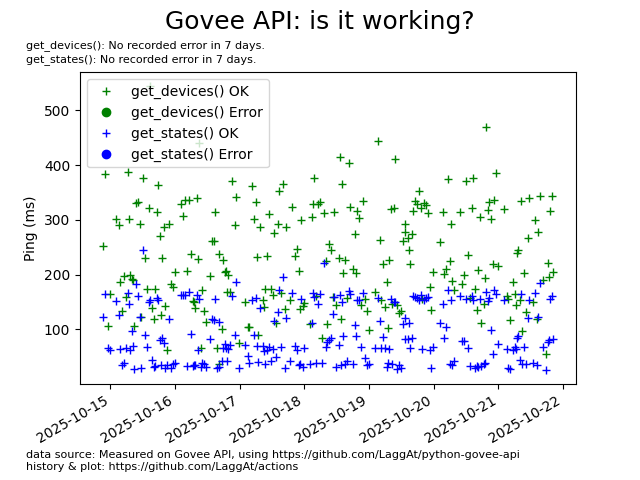 Govee API: is it working?
get_devices(): No recorded error in 7 days.
get_states(): No recorded error in 7 days.
get_devices() OK
get_devices() Error
get_states() OK
get_states() Error
Ping (ms)
500
400
300
200
100
2025-10-15
2025-10-16
2025-10-17
2025-10-18
2025-10-19
2025-10-20
2025-10-21
2025-10-22
data source: Measured on Govee API, using https://github.com/LaggAt/python-govee-api
history & plot: https://github.com/LaggAt/actions